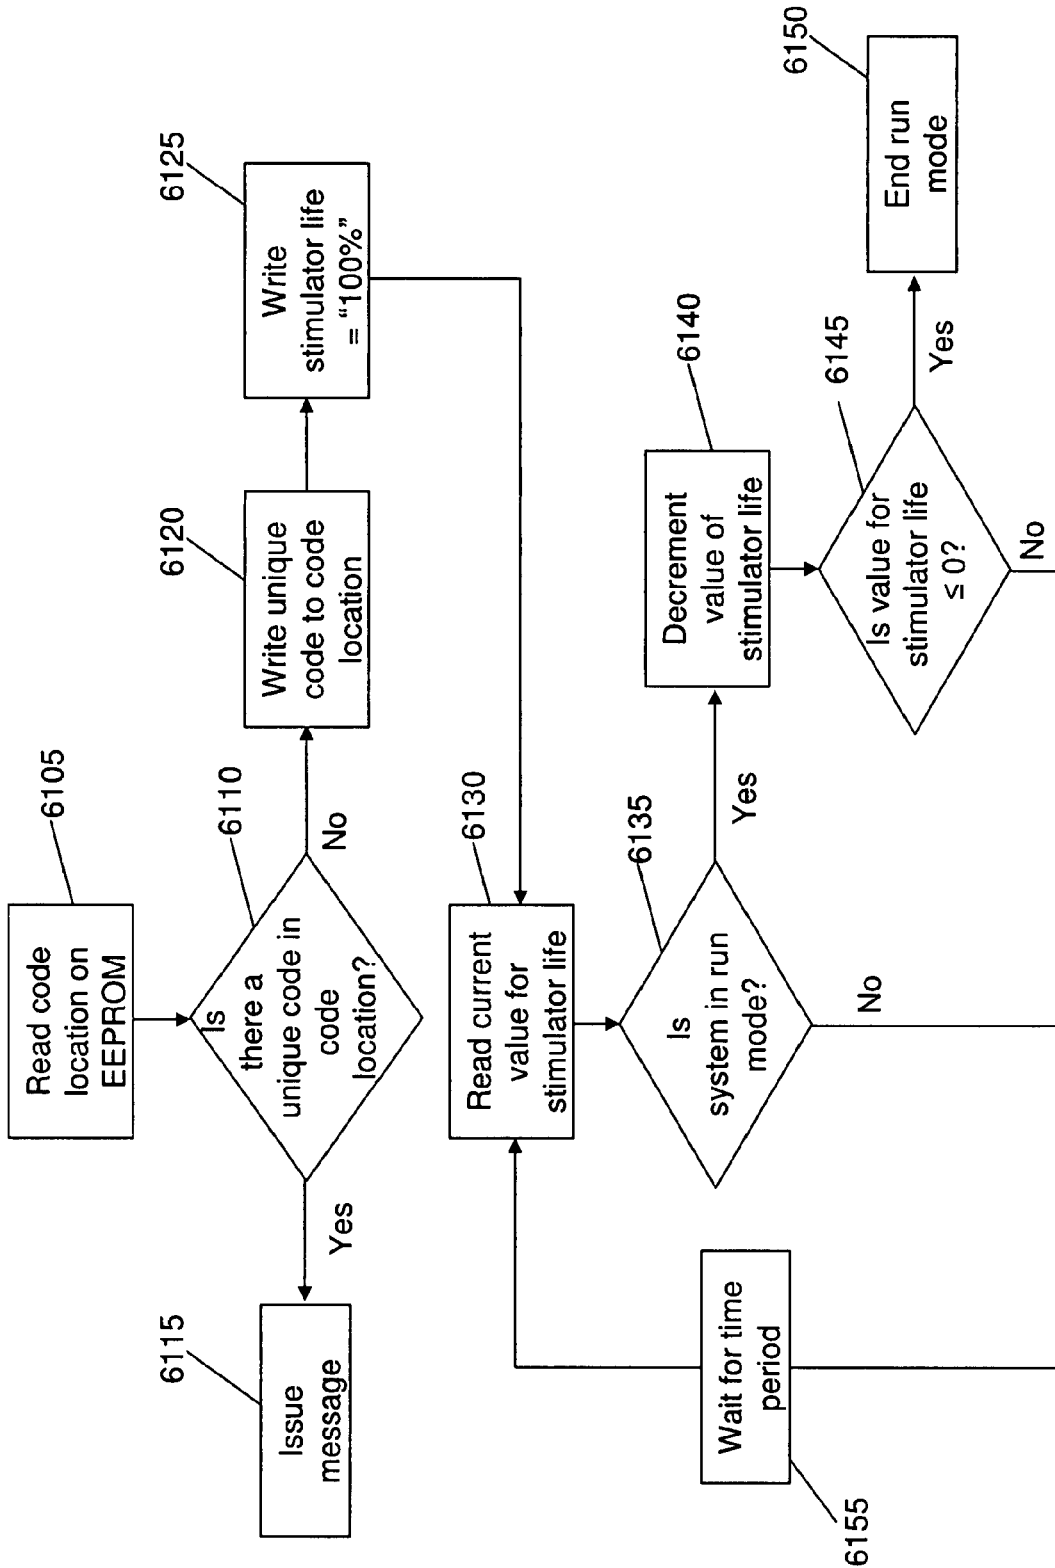 6105
Read code
location on
EEPROM
6110
Is
there a
unique code in
code
location?
Yes
No
6115
Issue
message
6120
Write unique
code to code
location
6125
Write
stimulator life
= “100%”
6130
Read current
value for
stimulator life
6135
Is
system in run
mode?
Yes
No
6140
Decrement
value of
stimulator life
6145
Is value for
stimulator life
≤ 0?
Yes
No
6150
End run
mode
6155
Wait for time
period